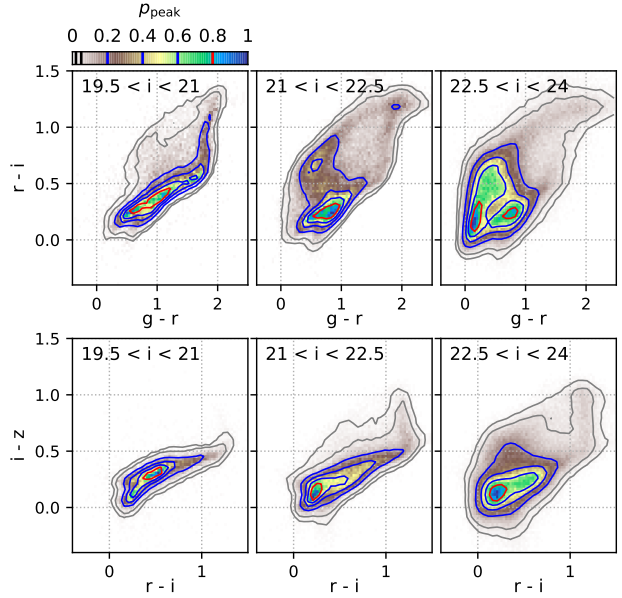 p_peak
0 0.2 0.4 0.6 0.8 1
1.5
1.0
0.5
0.0
r - i
19.5 < i < 21
21 < i < 22.5
22.5 < i < 24
0 1 2
0 1 2
0 1 2
g - r
g - r
g - r
1.5
1.0
0.5
0.0
i - z
19.5 < i < 21
21 < i < 22.5
22.5 < i < 24
0 1
0 1
0 1
r - i
r - i
r - i